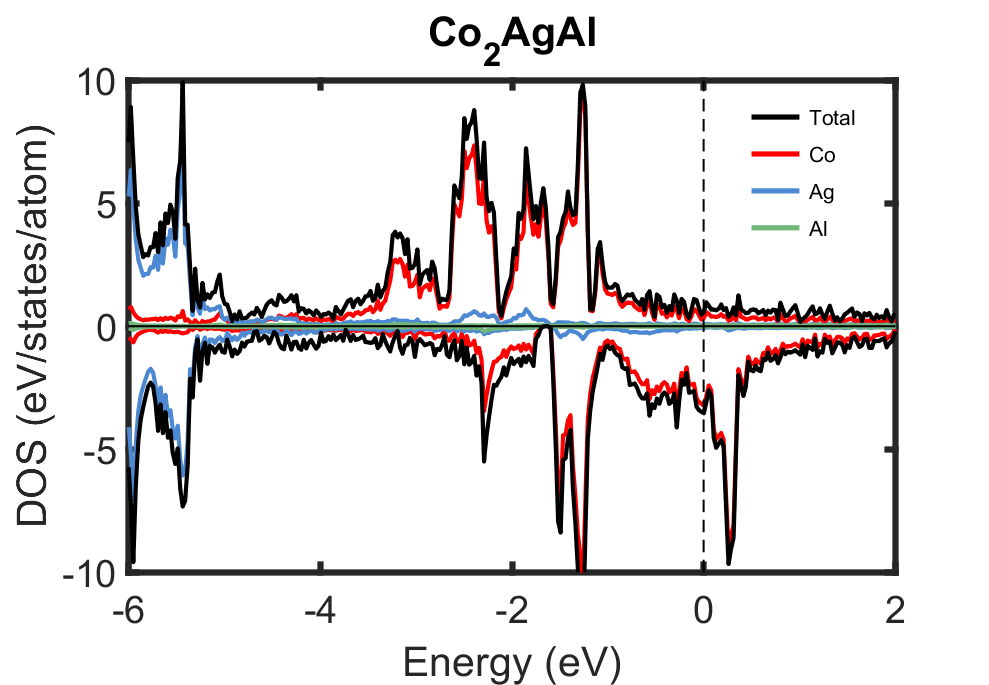 Co2AgAl
DOS (eV/states/atom)
10
5
0
-5
-10
Total
Co
Ag
Al
-6
-4
-2
0
2
Energy (eV)